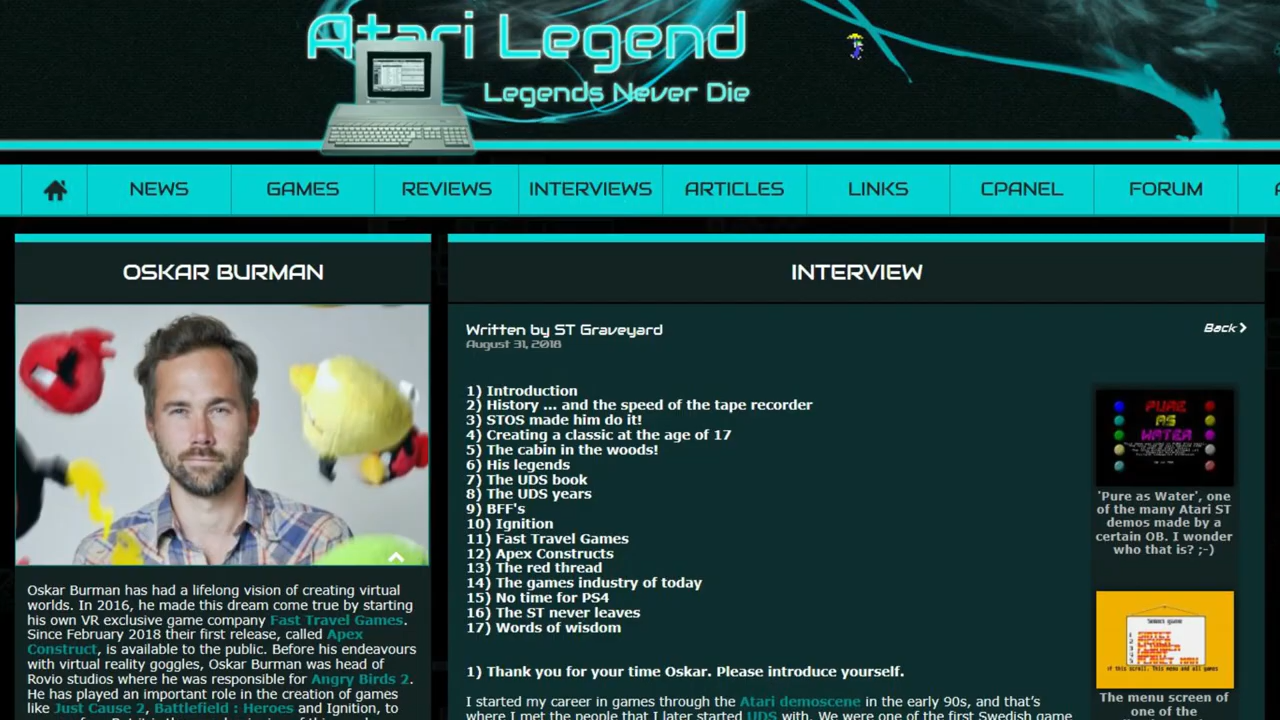 Atari Legend
Legends Never Die
NEWS
GAMES
REVIEWS
INTERVIEWS
ARTICLES
LINKS
CPANEL
FORUM
OSKAR BURMAN
Oskar Burman has had a lifelong vision of creating virtual
worlds. In 2016, he made this dream come true by starting
his own VR exclusive game company Fast Travel Games.
Since February 2018 their first release, called Apex
Construct, is available to the public. Before his endeavours
with virtual reality goggles, Oskar Burman was head of
Rovio studios where he was responsible for Angry Birds 2.
He has played an important role in the creation of games
like Just Cause 2, Battlefield : Heroes and Ignition, to
INTERVIEW
Written by ST Graveyard
August 31, 2018
Back
1) Introduction
2) History ... and the speed of the tape recorder
3) STOS made him do it!
4) Creating a classic at the age of 17
5) The cabin in the woods!
6) His legends
7) The UDS book
8) The UDS years
9) BFF's
10) Ignition
11) Fast Travel Games
12) Apex Constructs
13) The red thread
14) The games industry of today
15) No time for PS4
16) The ST never leaves
17) Words of wisdom
1) Thank you for your time Oskar. Please introduce yourself.
I started my career in games through the Atari demoscene in the early 90s, and that's
where I met the people that I later started UDS with. We were one of the first Swedish game
PURE
AS
WATER
'Pure as Water', one
of the many Atari ST
demos made by a
certain OB. I wonder
who that is? ;-)
Select game
of this scroll. This menu and all games
The menu screen of
one of the